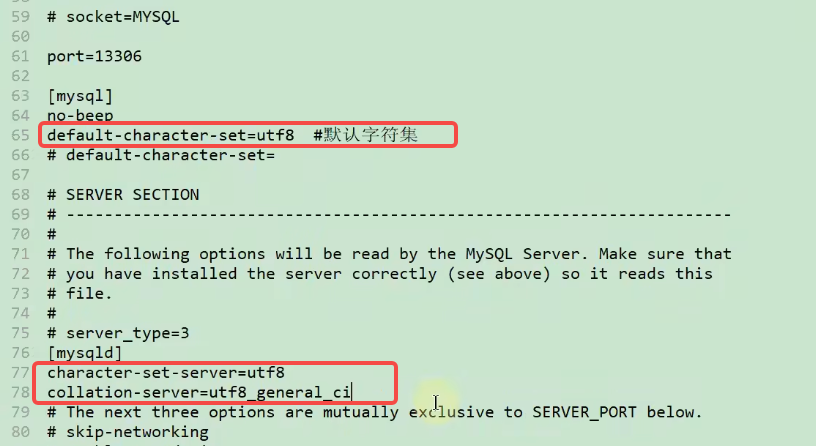 59 # socket=MYSQL
60
61 port=13306
62
63 [mysql]
64 no-beep
65 default-character-set=utf8  #默认字符集
66 # default-character-set=
67
68 # SERVER SECTION
69 # ----------------------------------------------------------------------
70 #
71 # The following options will be read by the MySQL Server. Make sure that
72 # you have installed the server correctly (see above) so it reads this
73 # file.
74 #
75 # server_type=3
76 [mysqld]
77 character-set-server=utf8
78 collation-server=utf8_general_ci
79 # The next three options are mutually exclusive to SERVER_PORT below.
80 # skip-networking